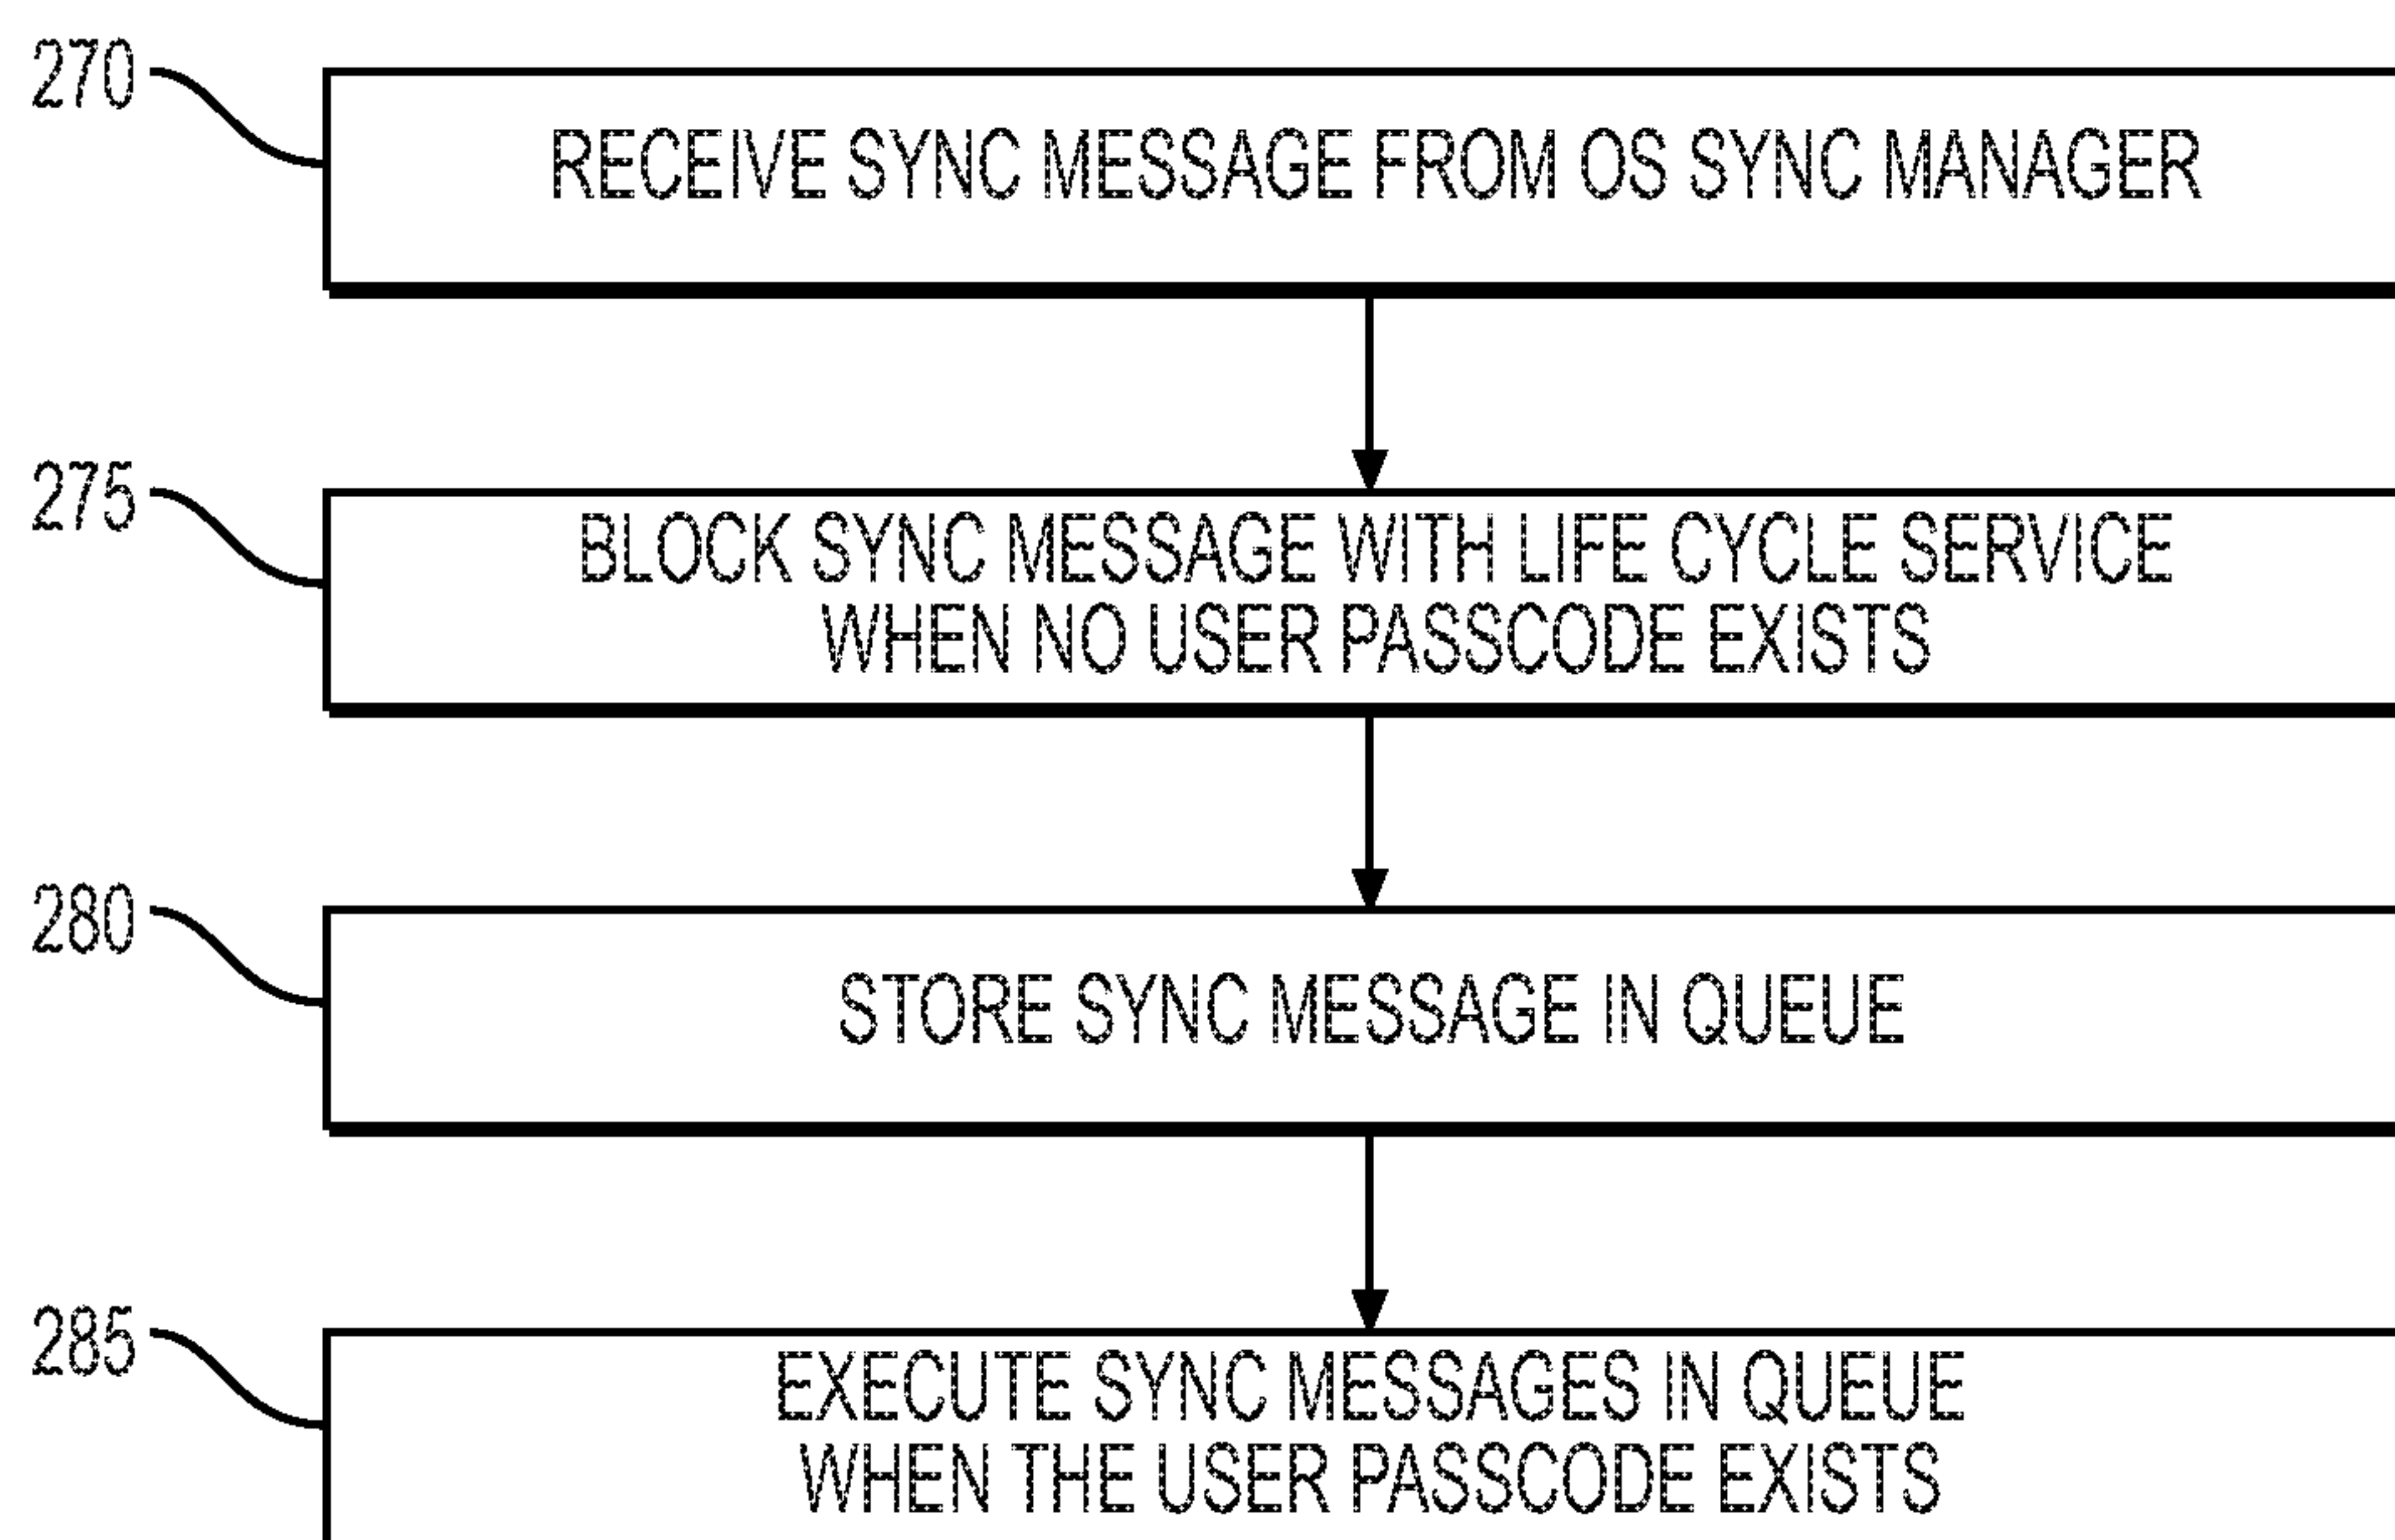 270
RECEIVE SYNC MESSAGE FROM OS SYNC MANAGER
275
BLOCK SYNC MESSAGE WITH LIFE CYCLE SERVICE
WHEN NO USER PASSCODE EXISTS
280
STORE SYNC MESSAGE IN QUEUE
285
EXECUTE SYNC MESSAGES IN QUEUE
WHEN THE USER PASSCODE EXISTS